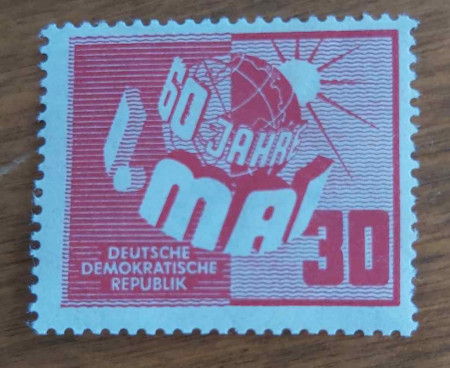 60 JAHRE
1. MAI
DEUTSCHE
DEMOKRATISCHE
REPUBLIK
30